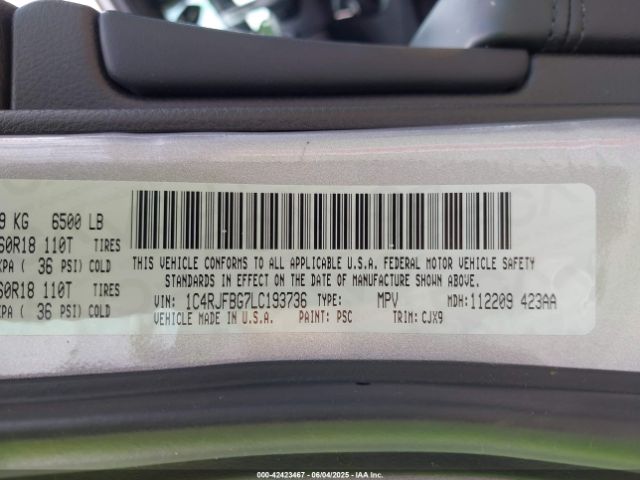 9 KG 6500 LB
60R18 110T TIRES
KPA ( 36 PSI) COLD
60R18 110T TIRES
KPA ( 36 PSI) COLD
THIS VEHICLE CONFORMS TO ALL APPLICABLE U.S.A. FEDERAL MOTOR VEHICLE SAFETY
STANDARDS IN EFFECT ON THE DATE OF MANUFACTURE SHOWN ABOVE.
VIN: 1C4RJFBG7LC193736 TYPE: MPV MDH: 112209 423AA
VEHICLE MADE IN U.S.A. PAINT: PSC TRIM: CJX9
000-42423467 - 06/04/2025 - IAA Inc.